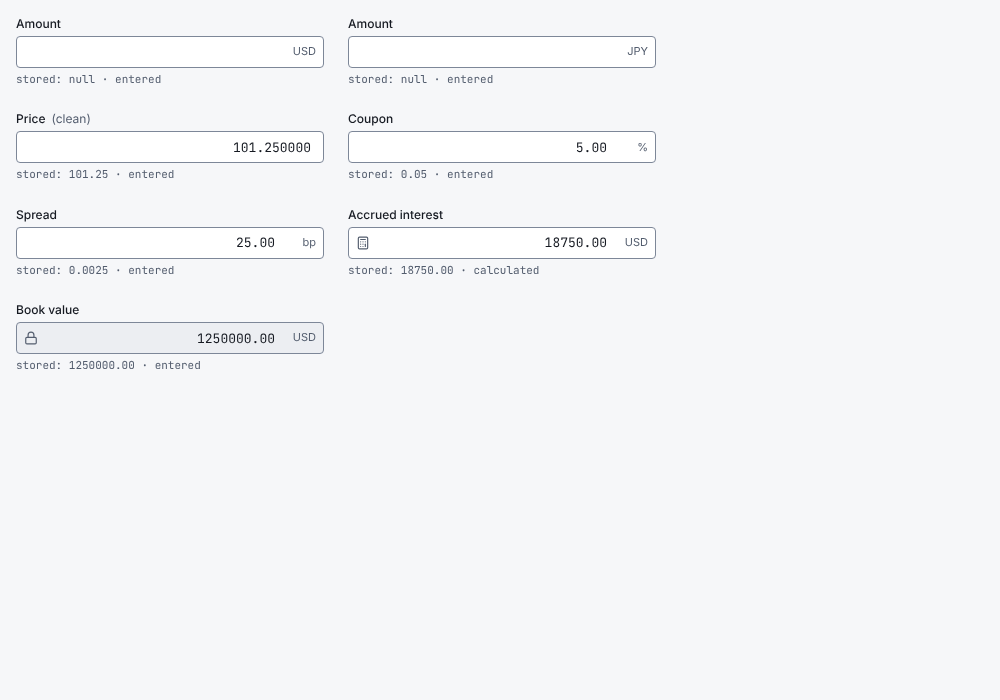 Amount
USD
stored: null · entered
Amount
JPY
stored: null · entered
Price (clean)
101.250000
stored: 101.25 · entered
Coupon
5.00 %
stored: 0.05 · entered
Spread
25.00 bp
stored: 0.0025 · entered
Accrued interest
18750.00 USD
stored: 18750.00 · calculated
Book value
1250000.00 USD
stored: 1250000.00 · entered